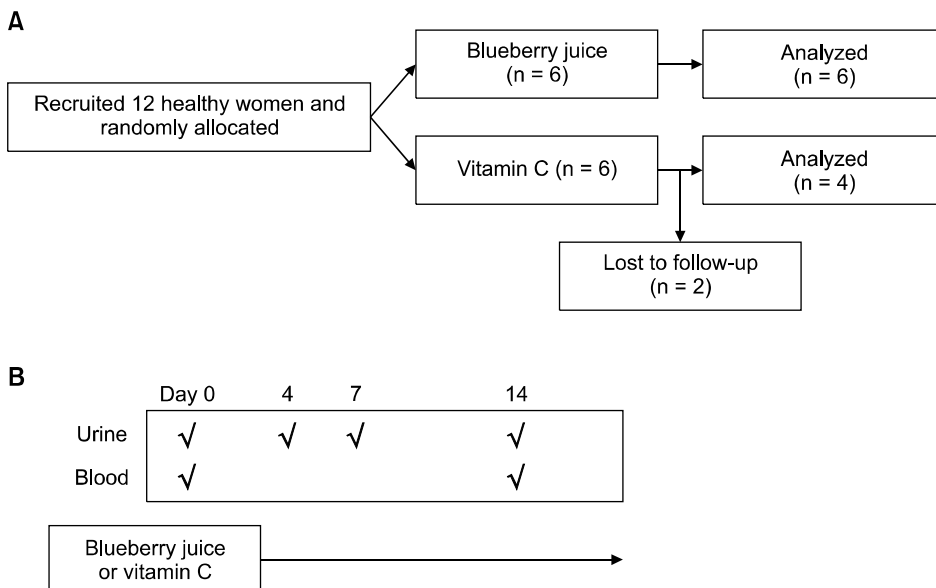 A
Blueberry juice
(n = 6)
Analyzed
(n = 6)
Recruited 12 healthy women and
randomly allocated
Vitamin C (n = 6)
Analyzed
(n = 4)
Lost to follow-up
(n = 2)
B
Day 0 4 7 14
Urine √ √ √ √
Blood √ √
Blueberry juice
or vitamin C